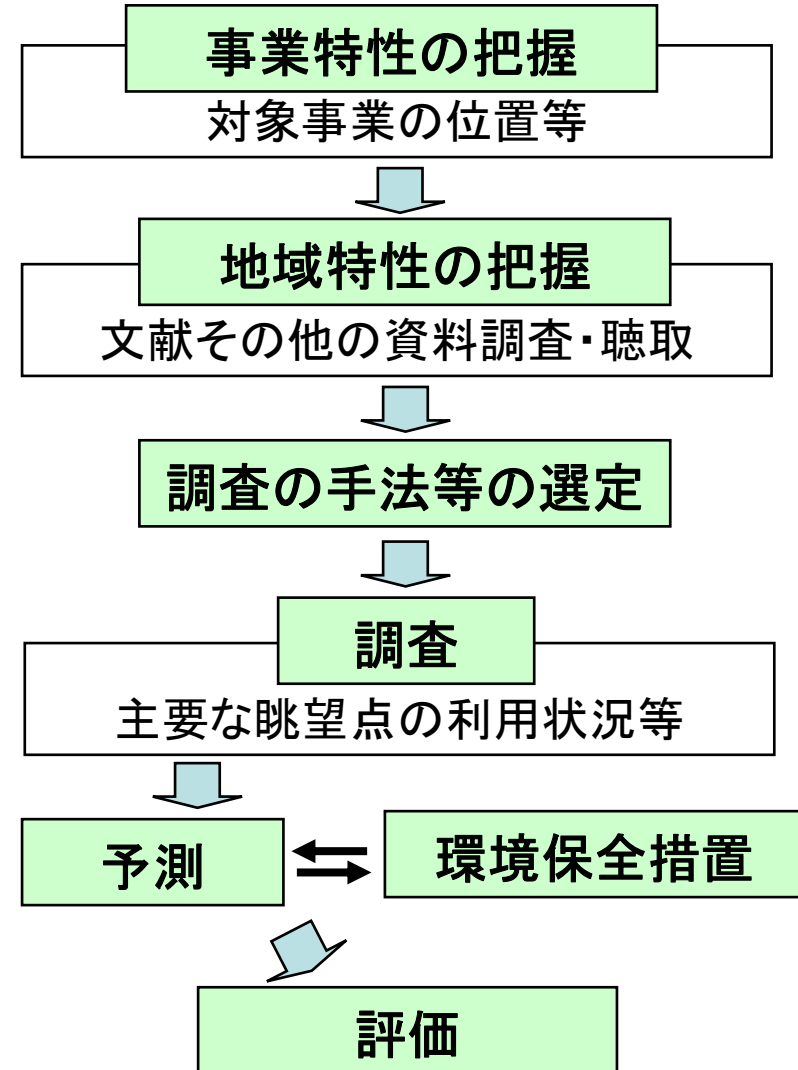 事業特性の把握
対象事業の位置等
地域特性の把握
文献その他の資料調査・聴取
調査の手法等の選定
調査
主要な眺望点の利用状況等
予測
環境保全措置
評価